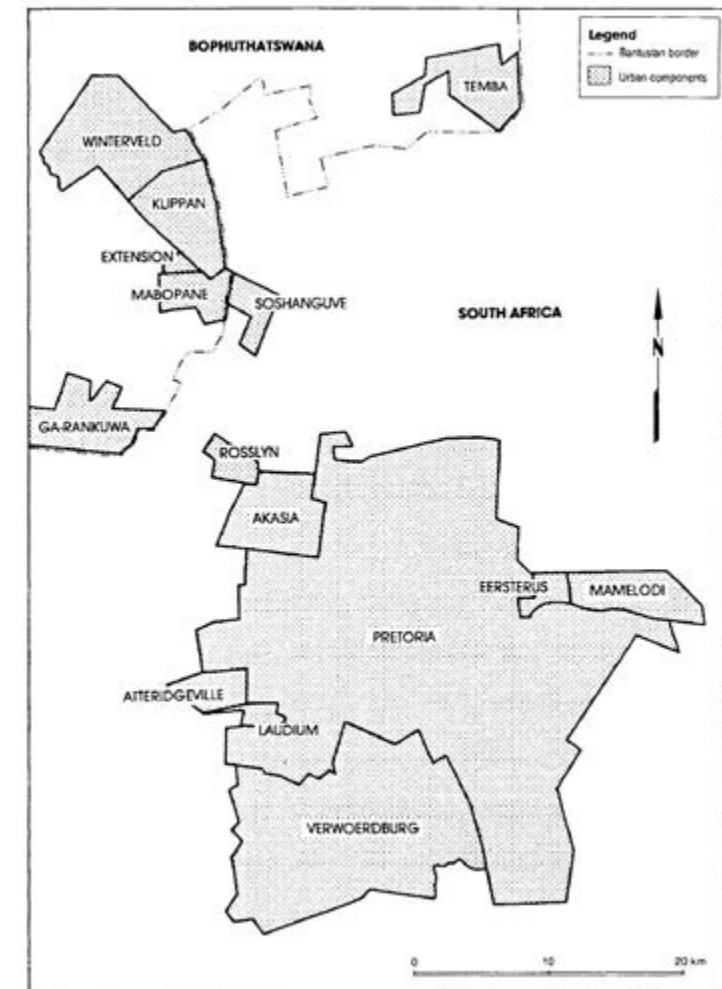 BOPHUTHATSWANA
Legend
Bantustan border
Urban components
TEMBA
WINTERVELD
KLIPPAN
EXTENSION
MABOPANE
SOSHANGUVE
SOUTH AFRICA
N
GA-RANKUWA
ROSSLYN
AKASIA
EERSTERUS
MAMELODI
PRETORIA
ATTERIDGEVILLE
LAUDIUM
VERWOERDBURG
0 10 20 km